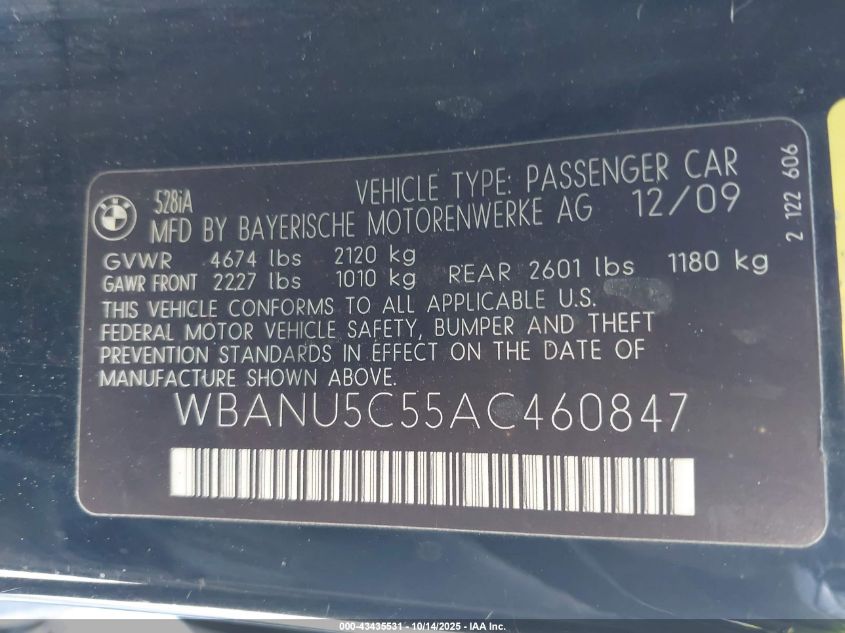 528iA
VEHICLE TYPE: PASSENGER CAR
MFD BY BAYERISCHE MOTORENWERKE AG 12/09
GVWR 4674 lbs 2120 kg
GAWR FRONT 2227 lbs 1010 kg REAR 2601 lbs 1180 kg
THIS VEHICLE CONFORMS TO ALL APPLICABLE U.S.
FEDERAL MOTOR VEHICLE SAFETY, BUMPER AND THEFT
PREVENTION STANDARDS IN EFFECT ON THE DATE OF
MANUFACTURE SHOWN ABOVE.
WBANU5C55AC460847
2 122 606
000-43435531 - 10/14/2025 - IAA Inc.